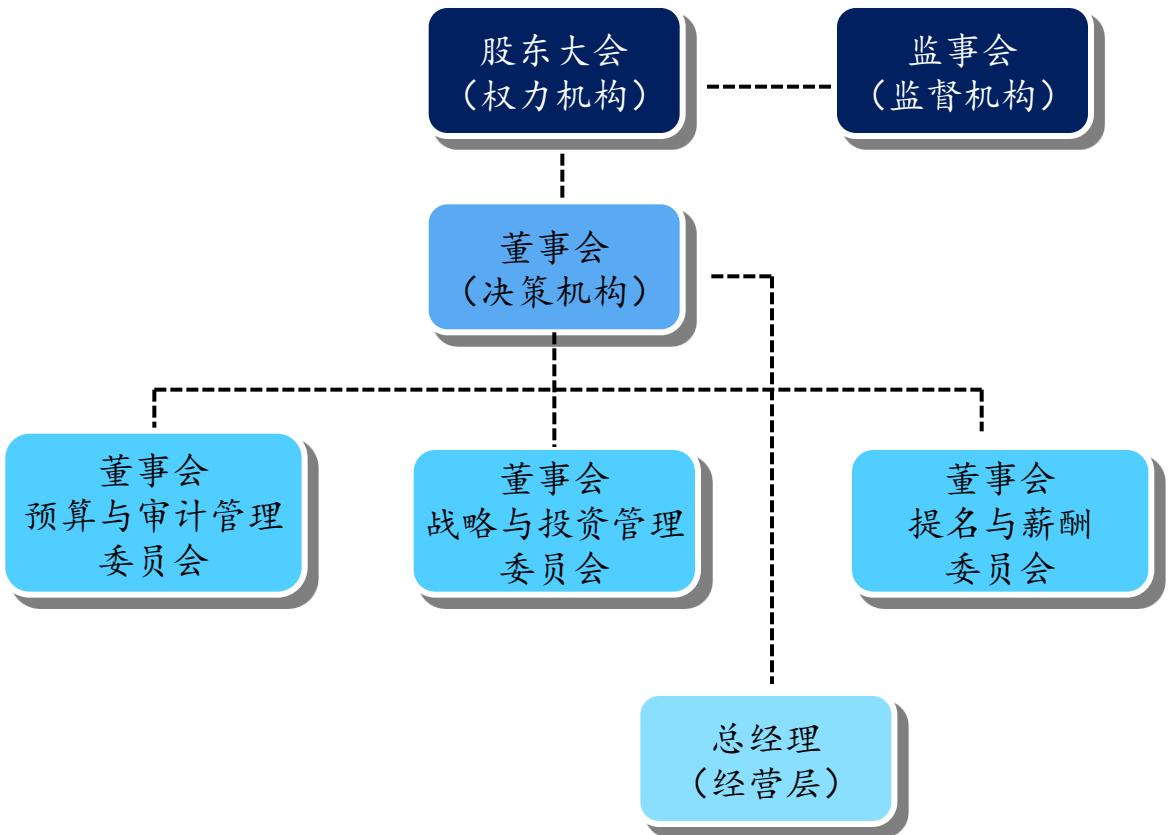 股东大会
（权力机构）
监事会
（监督机构）
董事会
（决策机构）
董事会
预算与审计管理
委员会
董事会
战略与投资管理
委员会
董事会
提名与薪酬
委员会
总经理
（经营层）